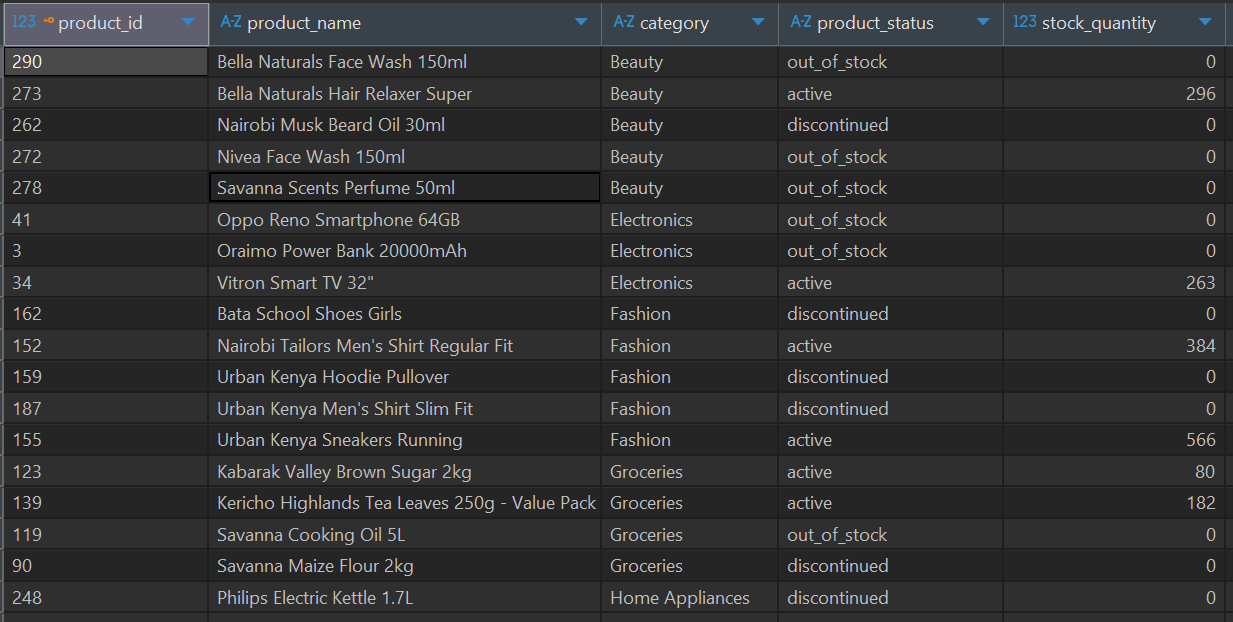 123 product_id A-Z product_name A-Z category A-Z product_status 123 stock_quantity
290 Bella Naturals Face Wash 150ml Beauty out_of_stock 0
273 Bella Naturals Hair Relaxer Super Beauty active 296
262 Nairobi Musk Beard Oil 30ml Beauty discontinued 0
272 Nivea Face Wash 150ml Beauty out_of_stock 0
278 Savanna Scents Perfume 50ml Beauty out_of_stock 0
41 Oppo Reno Smartphone 64GB Electronics out_of_stock 0
3 Oraimo Power Bank 20000mAh Electronics out_of_stock 0
34 Vitron Smart TV 32" Electronics active 263
162 Bata School Shoes Girls Fashion discontinued 0
152 Nairobi Tailors Men's Shirt Regular Fit Fashion active 384
159 Urban Kenya Hoodie Pullover Fashion discontinued 0
187 Urban Kenya Men's Shirt Slim Fit Fashion discontinued 0
155 Urban Kenya Sneakers Running Fashion active 566
123 Kabarak Valley Brown Sugar 2kg Groceries active 80
139 Kericho Highlands Tea Leaves 250g - Value Pack Groceries active 182
119 Savanna Cooking Oil 5L Groceries out_of_stock 0
90 Savanna Maize Flour 2kg Groceries discontinued 0
248 Philips Electric Kettle 1.7L Home Appliances discontinued 0